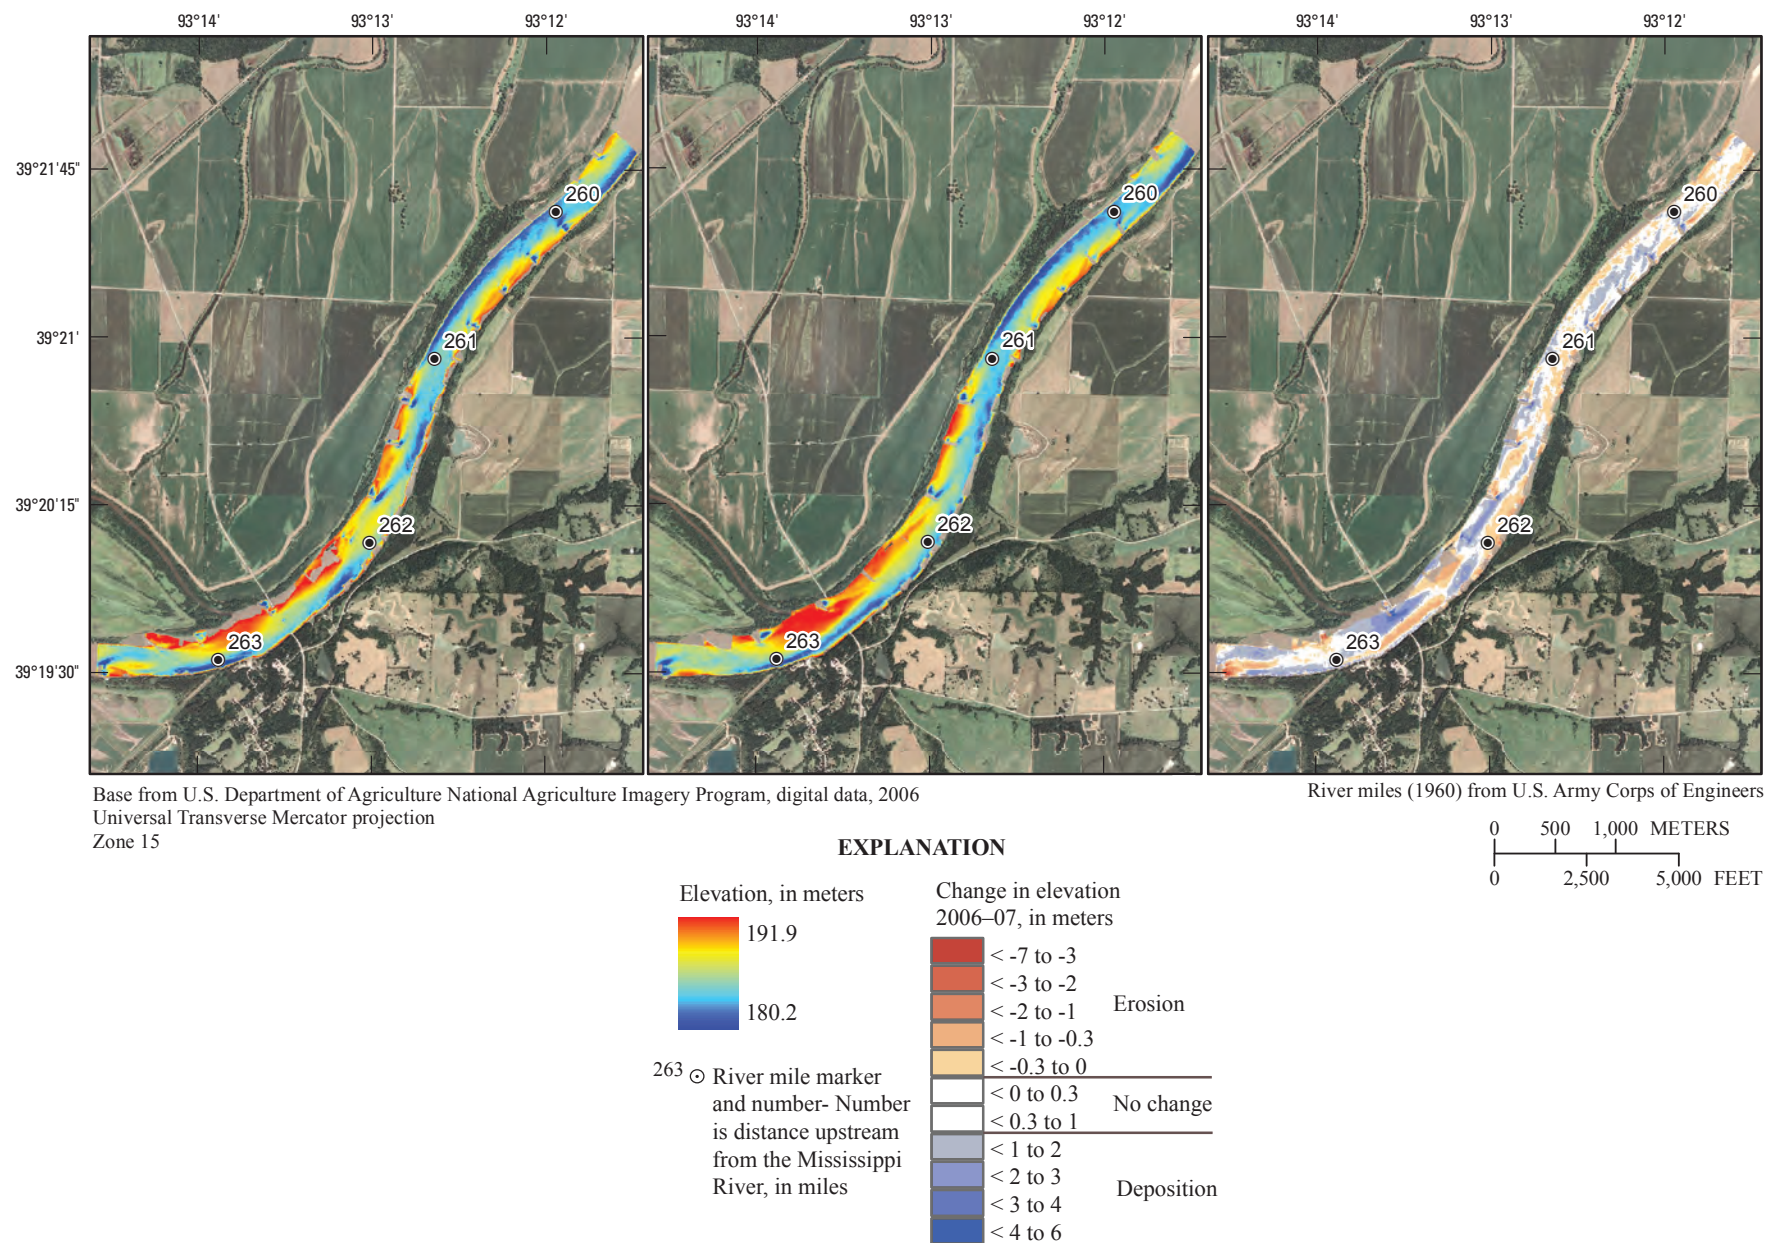 93°14' 93°13' 93°12' 93°14' 93°13' 93°12' 93°14' 93°13' 93°12'
39°21'45"
39°21'
39°20'15"
39°19'30"
260
261
262
263
260
261
262
263
260
261
262
263
Base from U.S. Department of Agriculture National Agriculture Imagery Program, digital data, 2006
Universal Transverse Mercator projection
Zone 15
River miles (1960) from U.S. Army Corps of Engineers
0 500 1,000 METERS
0 2,500 5,000 FEET
EXPLANATION
Elevation, in meters
191.9
180.2
263 River mile marker
and number- Number
is distance upstream
from the Mississippi
River, in miles
Change in elevation
2006–07, in meters
< -7 to -3
< -3 to -2
< -2 to -1
< -1 to -0.3
< -0.3 to 0
Erosion
< 0 to 0.3
< 0.3 to 1
No change
< 1 to 2
< 2 to 3
< 3 to 4
< 4 to 6
Deposition